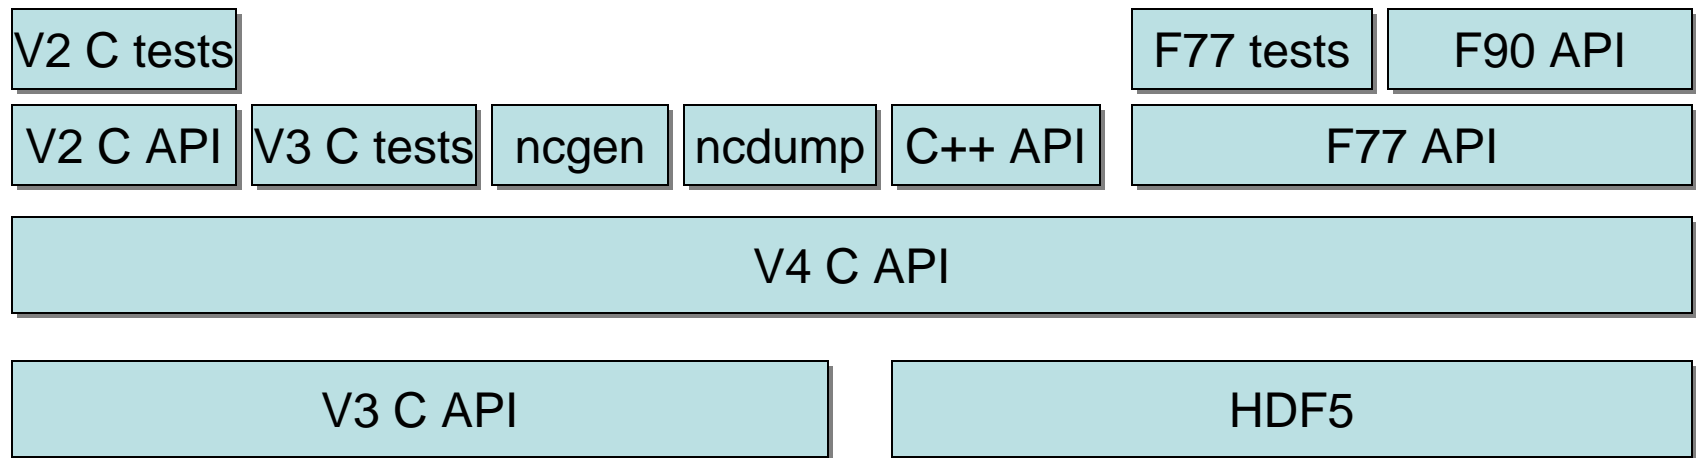 V2 C tests
F77 tests
F90 API
V2 C API
V3 C tests
ncgen
ncdump
C++ API
F77 API
V4 C API
V3 C API
HDF5